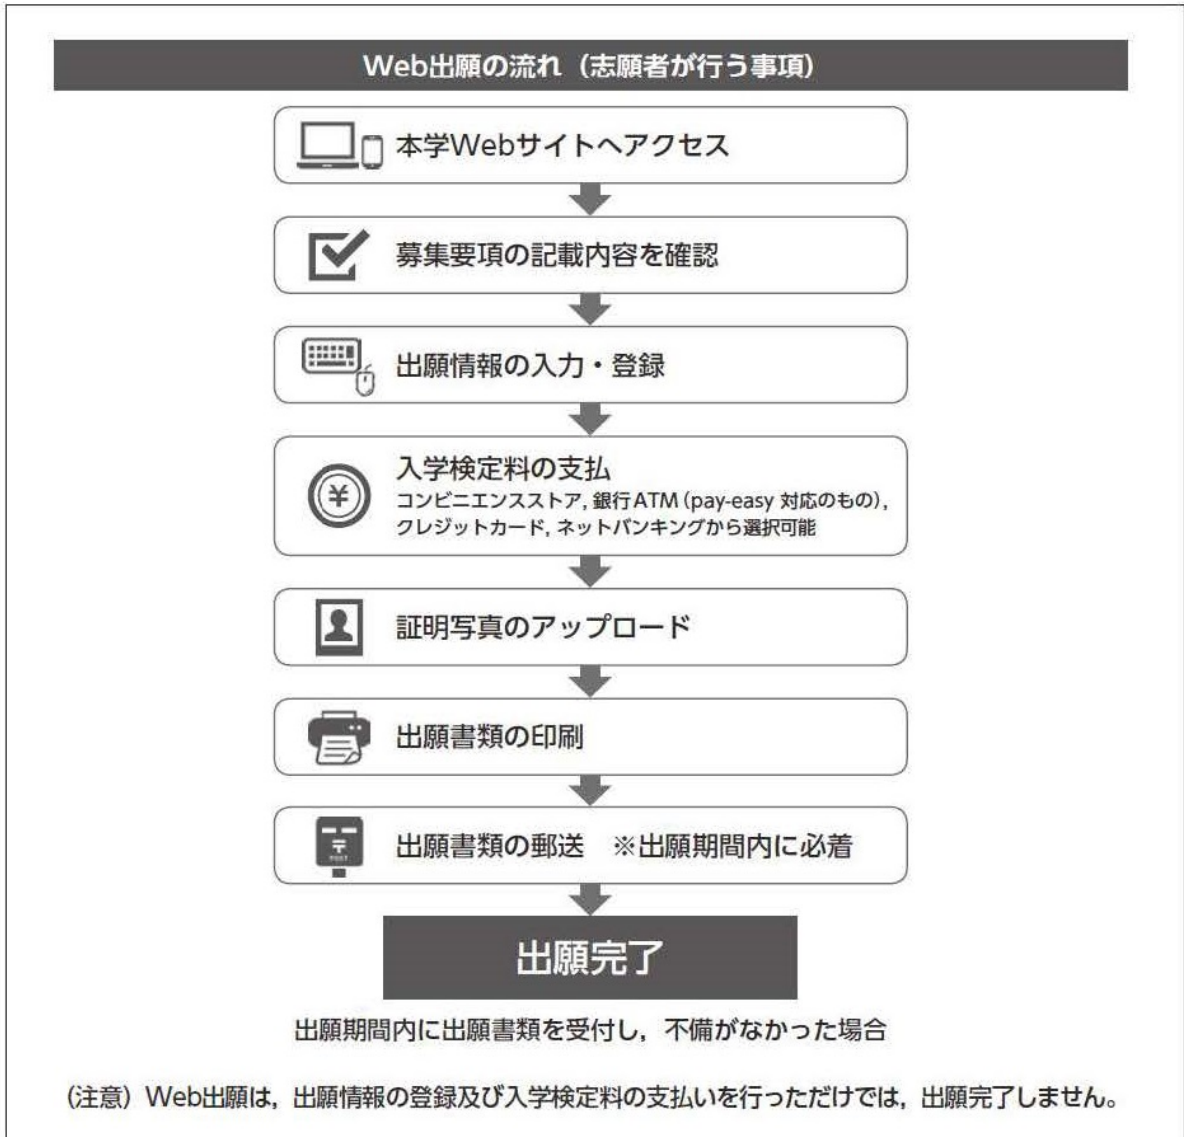 Web出願の流れ（志願者が行う事項）
本学Webサイトへアクセス
募集要項の記載内容を確認
出願情報の入力・登録
¥
入学検定料の支払
コンビニエンスストア, 銀行ATM（pay-easy 対応のもの）,
クレジットカード, ネットバンキングから選択可能
証明写真のアップロード
出願書類の印刷
〒
POST
出願書類の郵送　※出願期間内に必着
出願完了
出願期間内に出願書類を受付し，不備がなかった場合
（注意）Web出願は，出願情報の登録及び入学検定料の支払いを行っただけでは，出願完了しません。